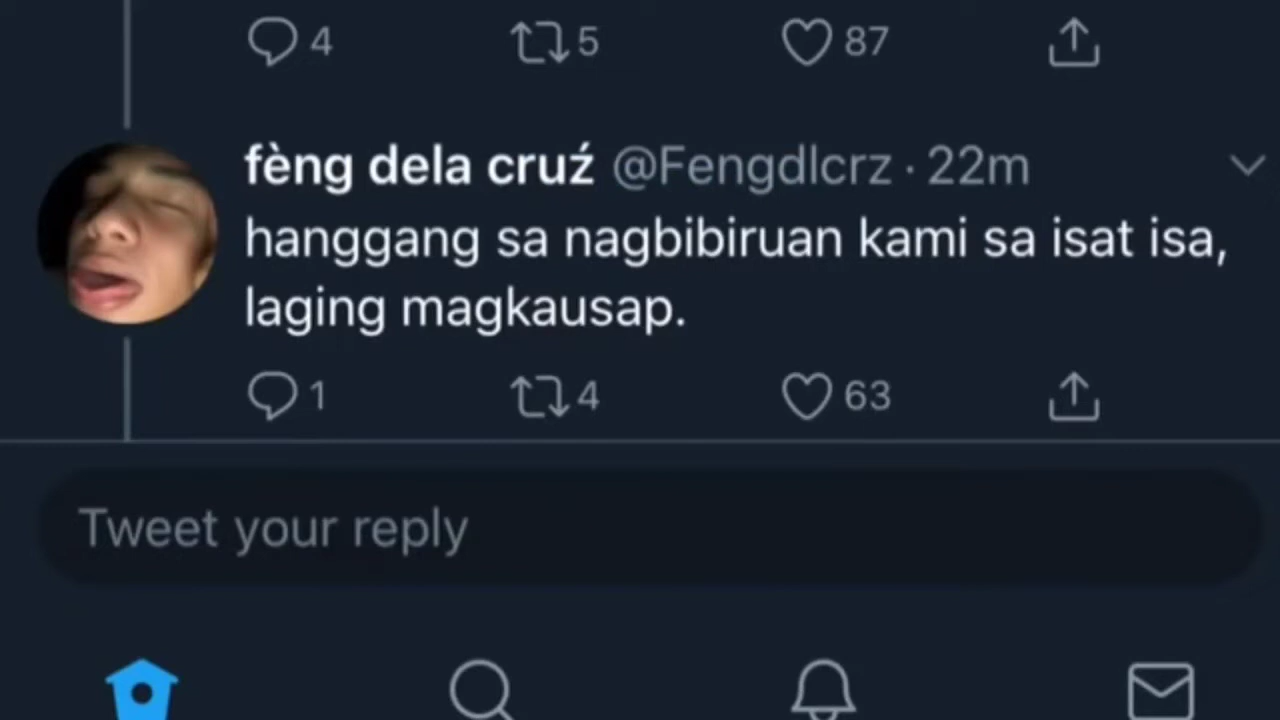 4 5 87
fèng dela cruź @Fengdlcrz · 22m
hanggang sa nagbibiruan kami sa isat isa,
laging magkausap.
1 4 63
Tweet your reply